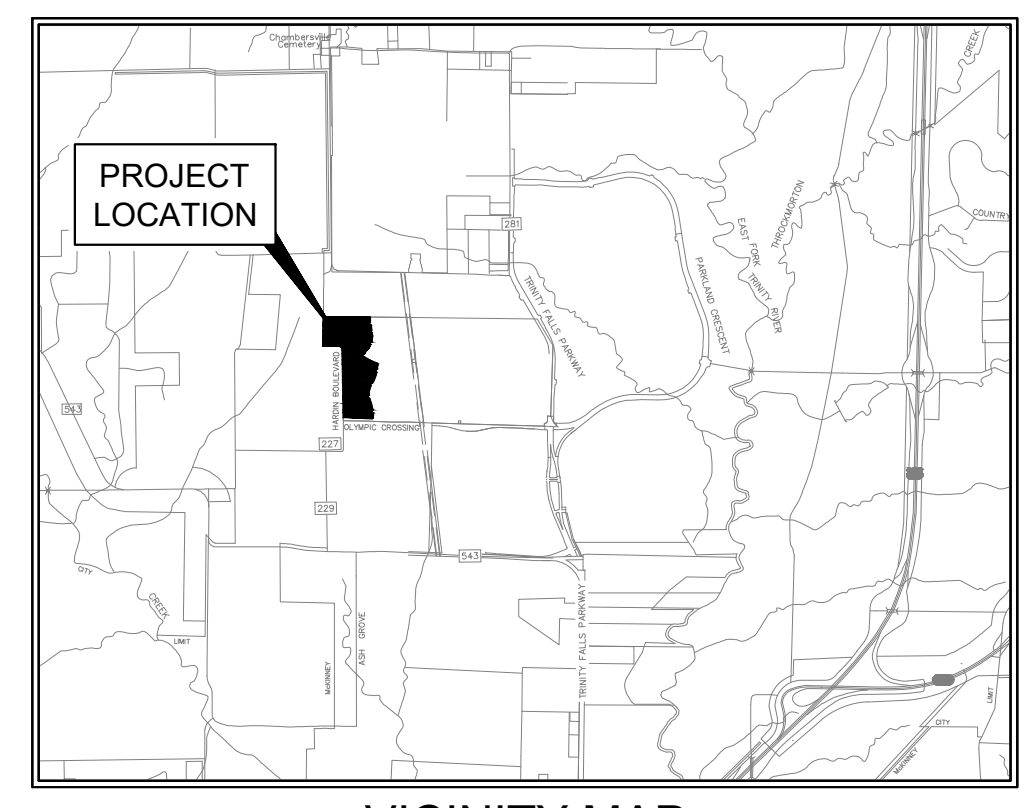 Chambersville
Cemetery
CREEK
PROJECT
LOCATION
THROCKMORTON
COUNTRY
281
EAST FORK
TRINITY RIVER
PARKLAND CRESCENT
TRINITY FALLS PARKWAY
HARDIN BOULEVARD
543
OLYMPIC CROSSING
227
229
543
CITY
CREEK
LIMIT
ASH GROVE
TRINITY FALLS PARKWAY
McKINNEY
LIMIT
CITY
McKINNEY
VICINITY MAP